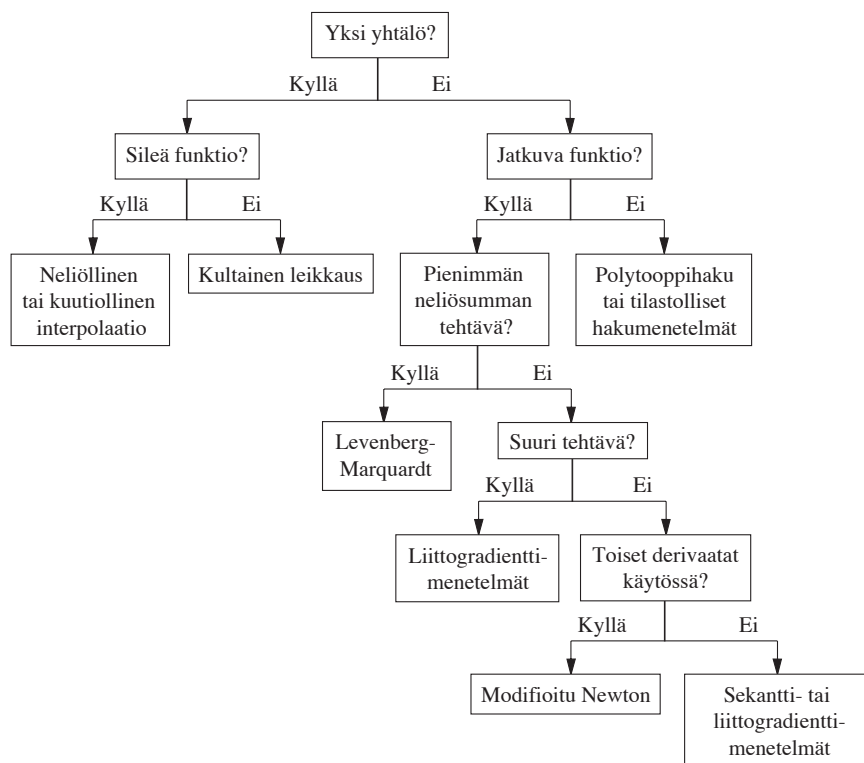 Yksi yhtälö?
Kyllä
Ei
Sileä funktio?
Jatkuva funktio?
Kyllä
Ei
Kyllä
Ei
Neliöllinen
tai kuutiollinen
interpolaatio
Kultainen leikkaus
Pienimmän
neliösumman
tehtävä?
Polytooppihaku
tai tilastolliset
hakumenetelmät
Kyllä
Ei
Levenberg-
Marquardt
Suuri tehtävä?
Kyllä
Ei
Liittogradientti-
menetelmät
Toiset derivaatat
käytössä?
Kyllä
Ei
Modifioitu Newton
Sekantti- tai
liittogradientti-
menetelmät